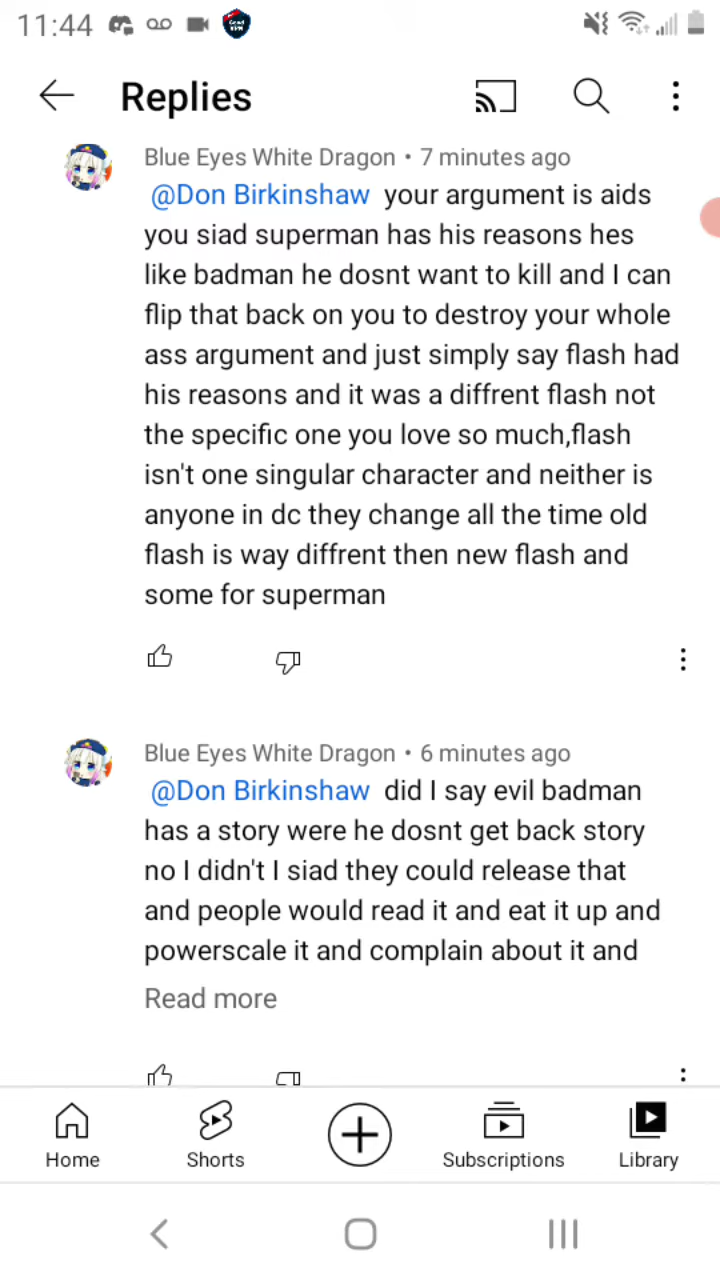 11:44
Replies
Blue Eyes White Dragon • 7 minutes ago
@Don Birkinshaw your argument is aids
you siad superman has his reasons hes
like badman he dosnt want to kill and I can
flip that back on you to destroy your whole
ass argument and just simply say flash had
his reasons and it was a diffrent flash not
the specific one you love so much,flash
isn't one singular character and neither is
anyone in dc they change all the time old
flash is way diffrent then new flash and
some for superman
Blue Eyes White Dragon • 6 minutes ago
@Don Birkinshaw did I say evil badman
has a story were he dosnt get back story
no I didn't I siad they could release that
and people would read it and eat it up and
powerscale it and complain about it and
Read more
Home Shorts Subscriptions Library